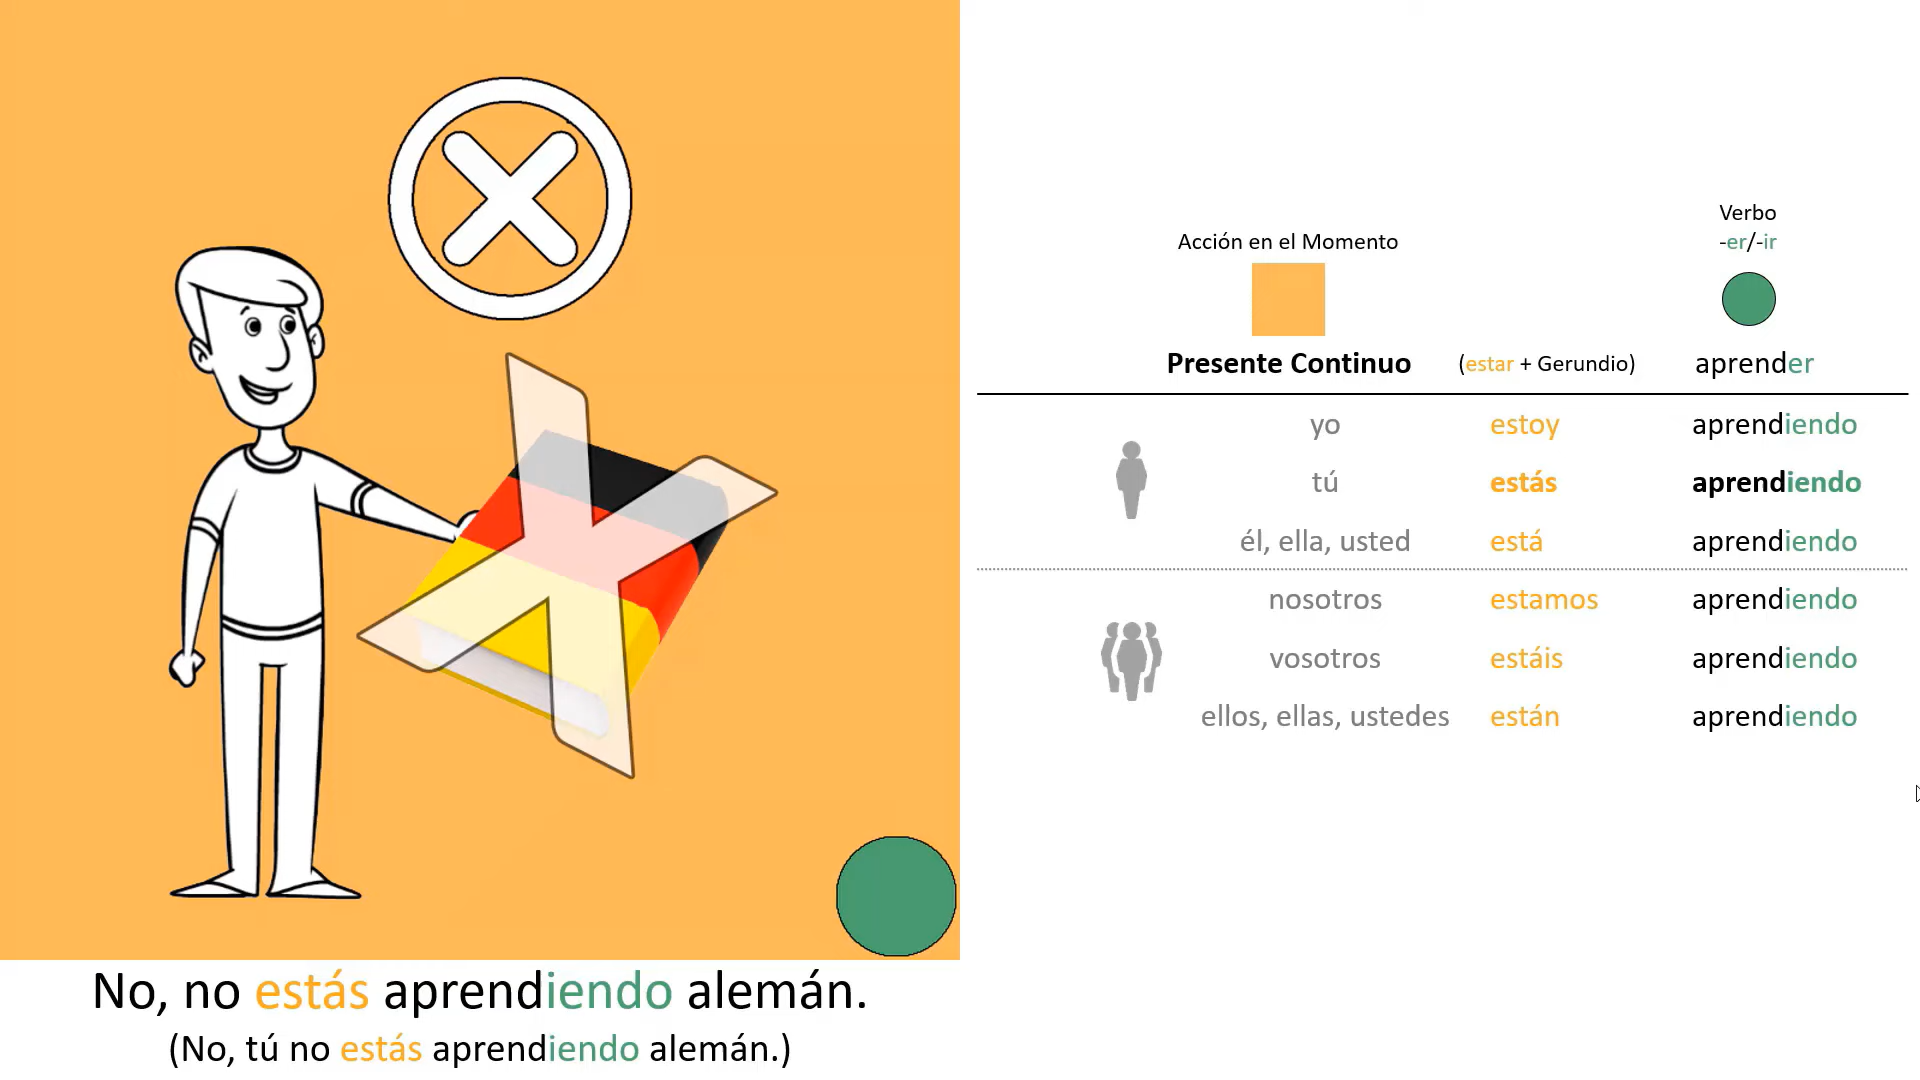 No, no estás aprendiendo alemán.
(No, tú no estás aprendiendo alemán.)
Acción en el Momento
Verbo
-er/-ir
Presente Continuo (estar + Gerundio) aprender
yo estoy aprendiendo
tú estás aprendiendo
él, ella, usted está aprendiendo
nosotros estamos aprendiendo
vosotros estáis aprendiendo
ellos, ellas, ustedes están aprendiendo